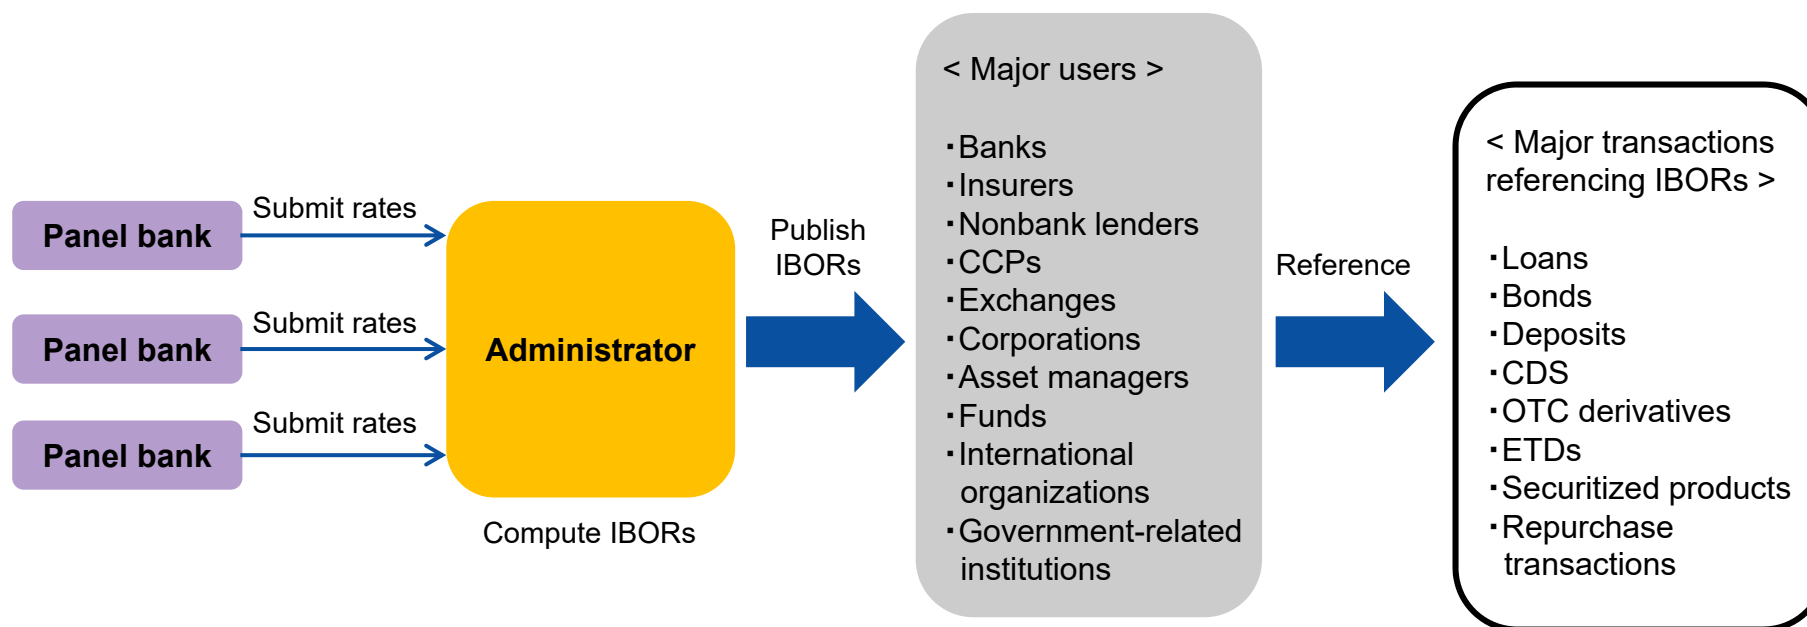 Panel bank
Submit rates
Panel bank
Submit rates
Panel bank
Submit rates
Administrator
Compute IBORs
Publish
IBORs
< Major users >
・Banks
・Insurers
・Nonbank lenders
・CCPs
・Exchanges
・Corporations
・Asset managers
・Funds
・International
organizations
・Government-related
institutions
Reference
< Major transactions
referencing IBORs >
・Loans
・Bonds
・Deposits
・CDS
・OTC derivatives
・ETDs
・Securitized products
・Repurchase
transactions